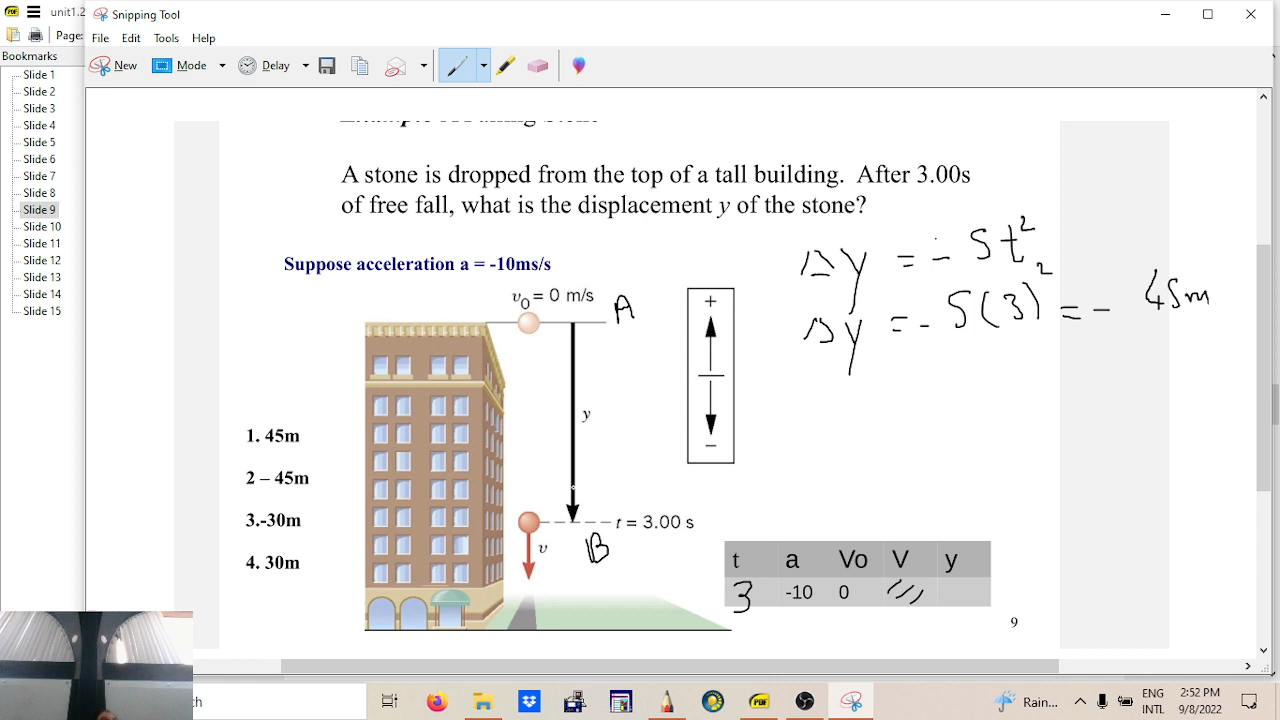 unit1.2
Snipping Tool
File Edit Tools Help
Page:
New Mode Delay
Bookmarks
Slide 1
Slide 2
Slide 3
Slide 4
Slide 5
Slide 6
Slide 7
Slide 8
Slide 9
Slide 10
Slide 11
Slide 12
Slide 13
Slide 14
Slide 15
A stone is dropped from the top of a tall building. After 3.00s
of free fall, what is the displacement y of the stone?
Suppose acceleration a = -10ms/s
Δy = - 5t²
Δy = - 5(3)² = - 45m
v₀ = 0 m/s A
+
y
−
1. 45m
2 – 45m
3.-30m
4. 30m
t = 3.00 s
v
B
t a Vo V y
3 -10 0
9
ch
Rain...
ENG
INTL
2:52 PM
9/8/2022